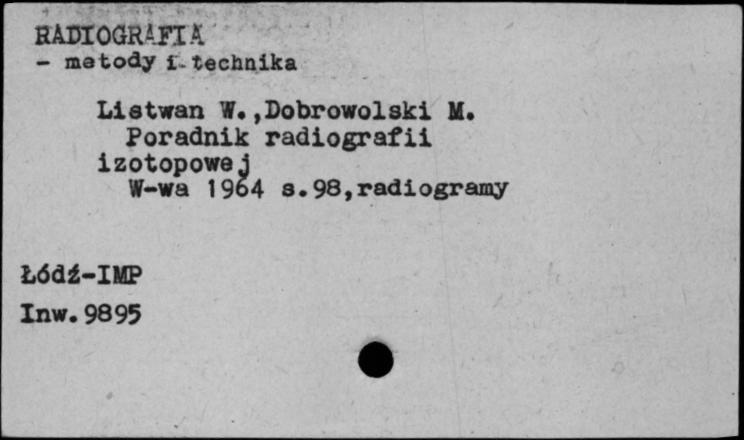 RADIOGRAFIA
- metody i technika
Listwan W.,Dobrowolski M.
Poradnik radiografii
izotopowej
W-wa 1964 s.98,radiogramy
Łódź-IMP
Inw.9895